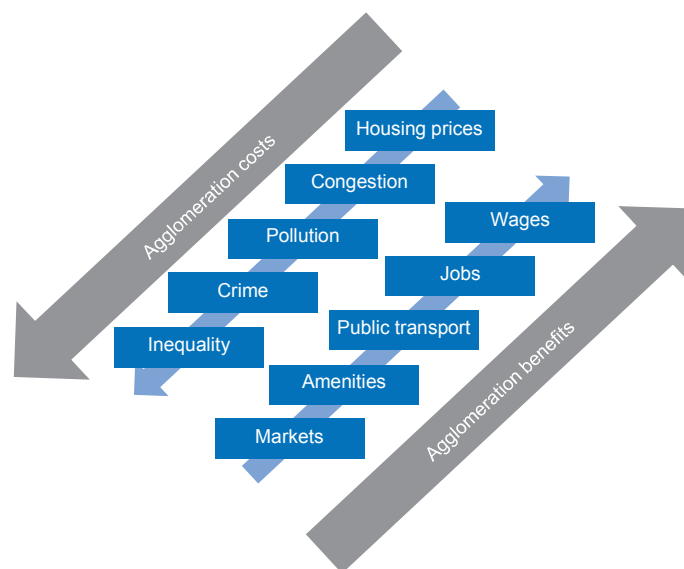 Agglomeration costs
Housing prices
Congestion
Pollution
Crime
Inequality
Wages
Jobs
Public transport
Amenities
Markets
Agglomeration benefits